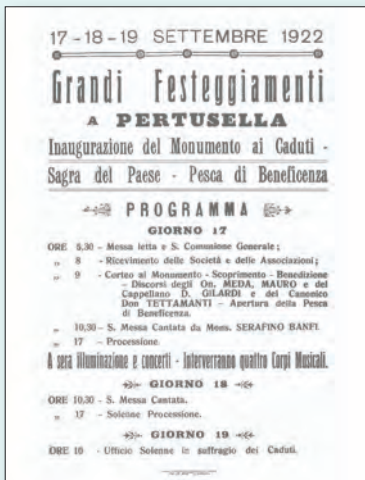 17-18-19 SETTEMBRE 1922
Grandi Festeggiamenti
A PERTUSELLA
Inaugurazione del Monumento ai Caduti -
Sagra del Paese - Pesca di Beneficenza
PROGRAMMA
GIORNO 17
ORE 5,30 - Messa letta e S. Comunione Generale;
„ 8 - Ricevimento delle Società e delle Associazioni;
„ 9 - Corteo al Monumento - Scoprimento - Benedizione
- Discorsi degli On. MEDA, MAURO e del
Cappellano D. GILARDI e del Canonico
Don TETTAMANTI - Apertura della Pesca
di Beneficenza.
„ 10,30 - S. Messa Cantata da Mons. SERAFINO BANFI.
„ 17 - Processione.
A sera illuminazione e concerti - Interverranno quattro Corpi Musicali.
GIORNO 18
ORE 10,30 - S. Messa Cantata.
„ 17 - Solenne Processione.
GIORNO 19
ORE 10 - Ufficio Solenne in suffragio dei Caduti.